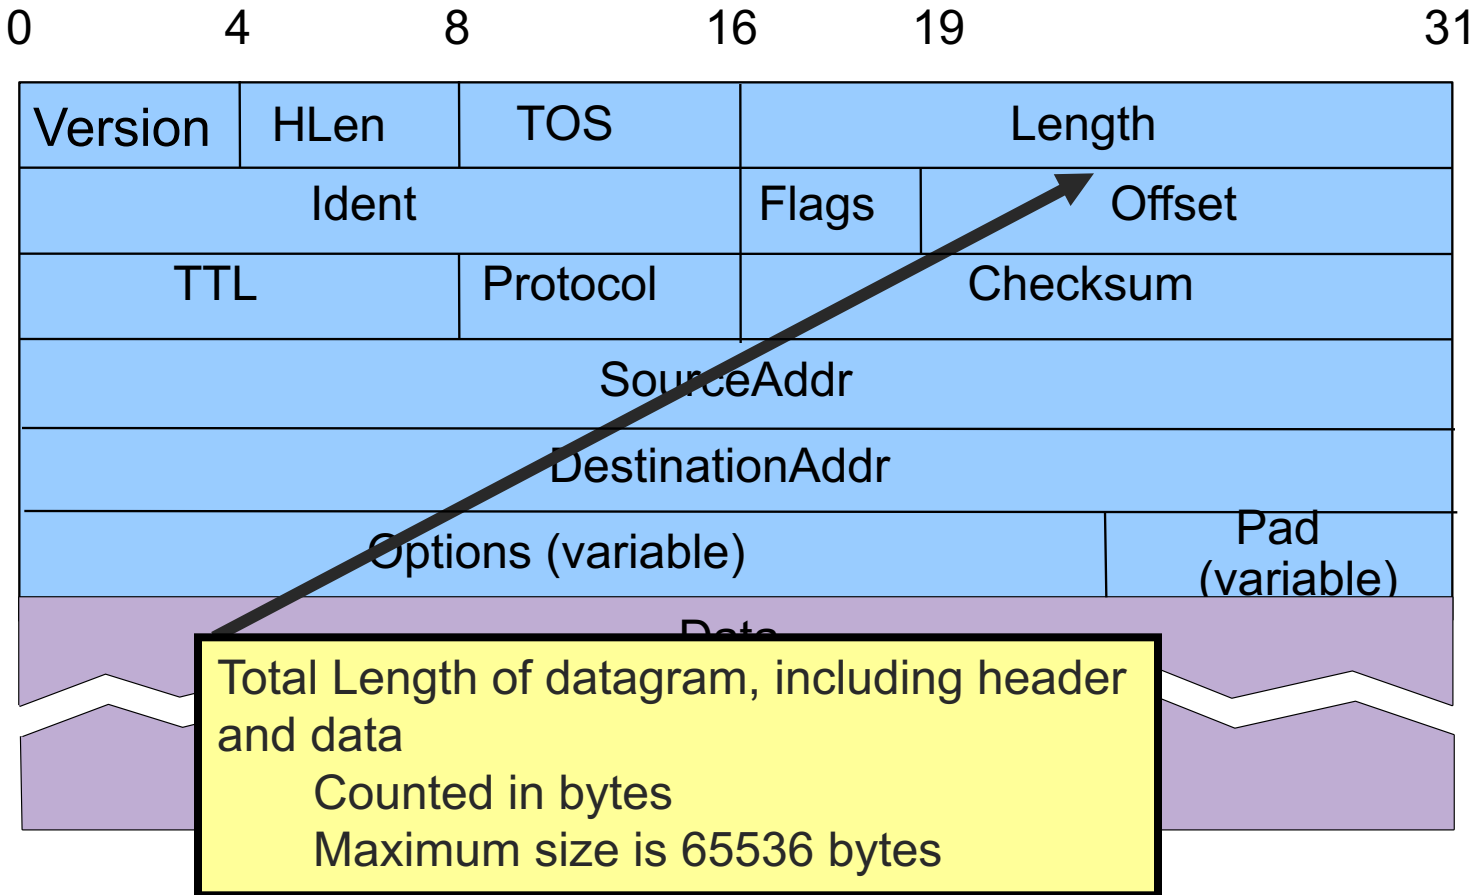 0 4 8 16 19 31
Version HLen TOS Length
Ident Flags Offset
TTL Protocol Checksum
SourceAddr
DestinationAddr
Options (variable) Pad
(variable)
Data
Total Length of datagram, including header
and data
Counted in bytes
Maximum size is 65536 bytes